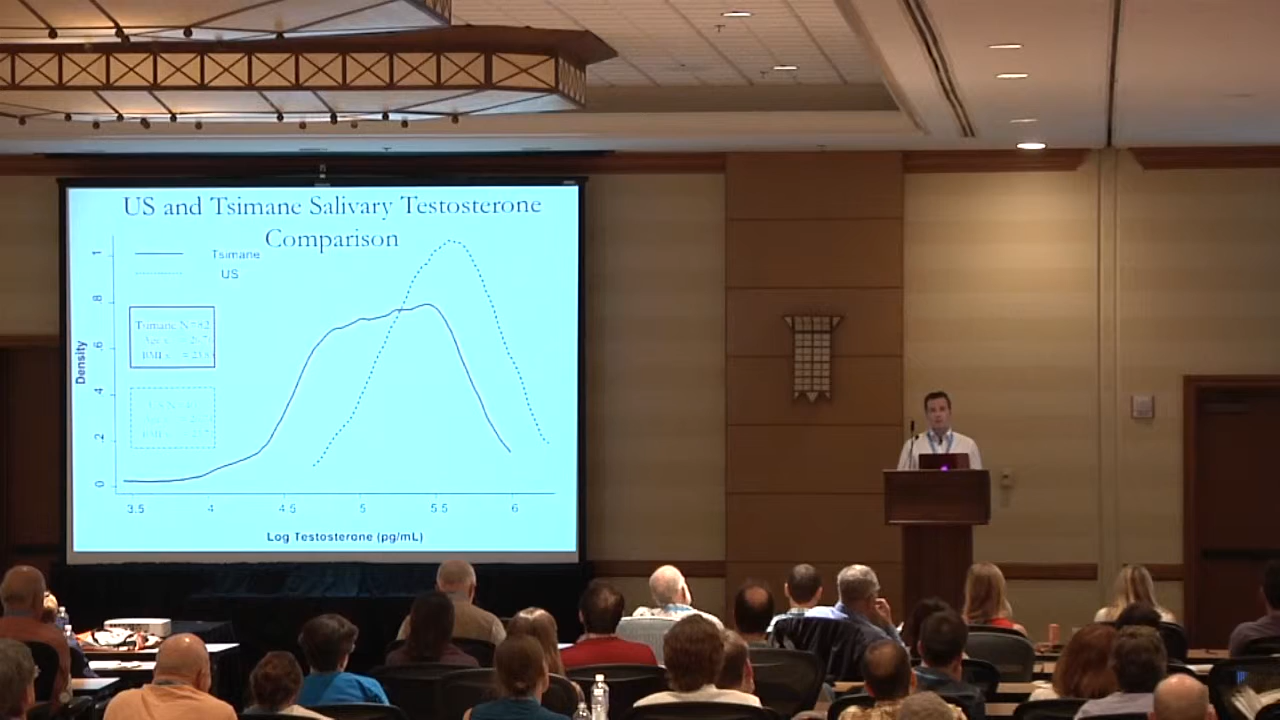 US and Tsimane Salivary Testosterone
Comparison
Tsimane
US
1
.8
.6
.4
.2
0
Density
3.5
4
4.5
5
5.5
6
Log Testosterone (pg/mL)
Tsimane